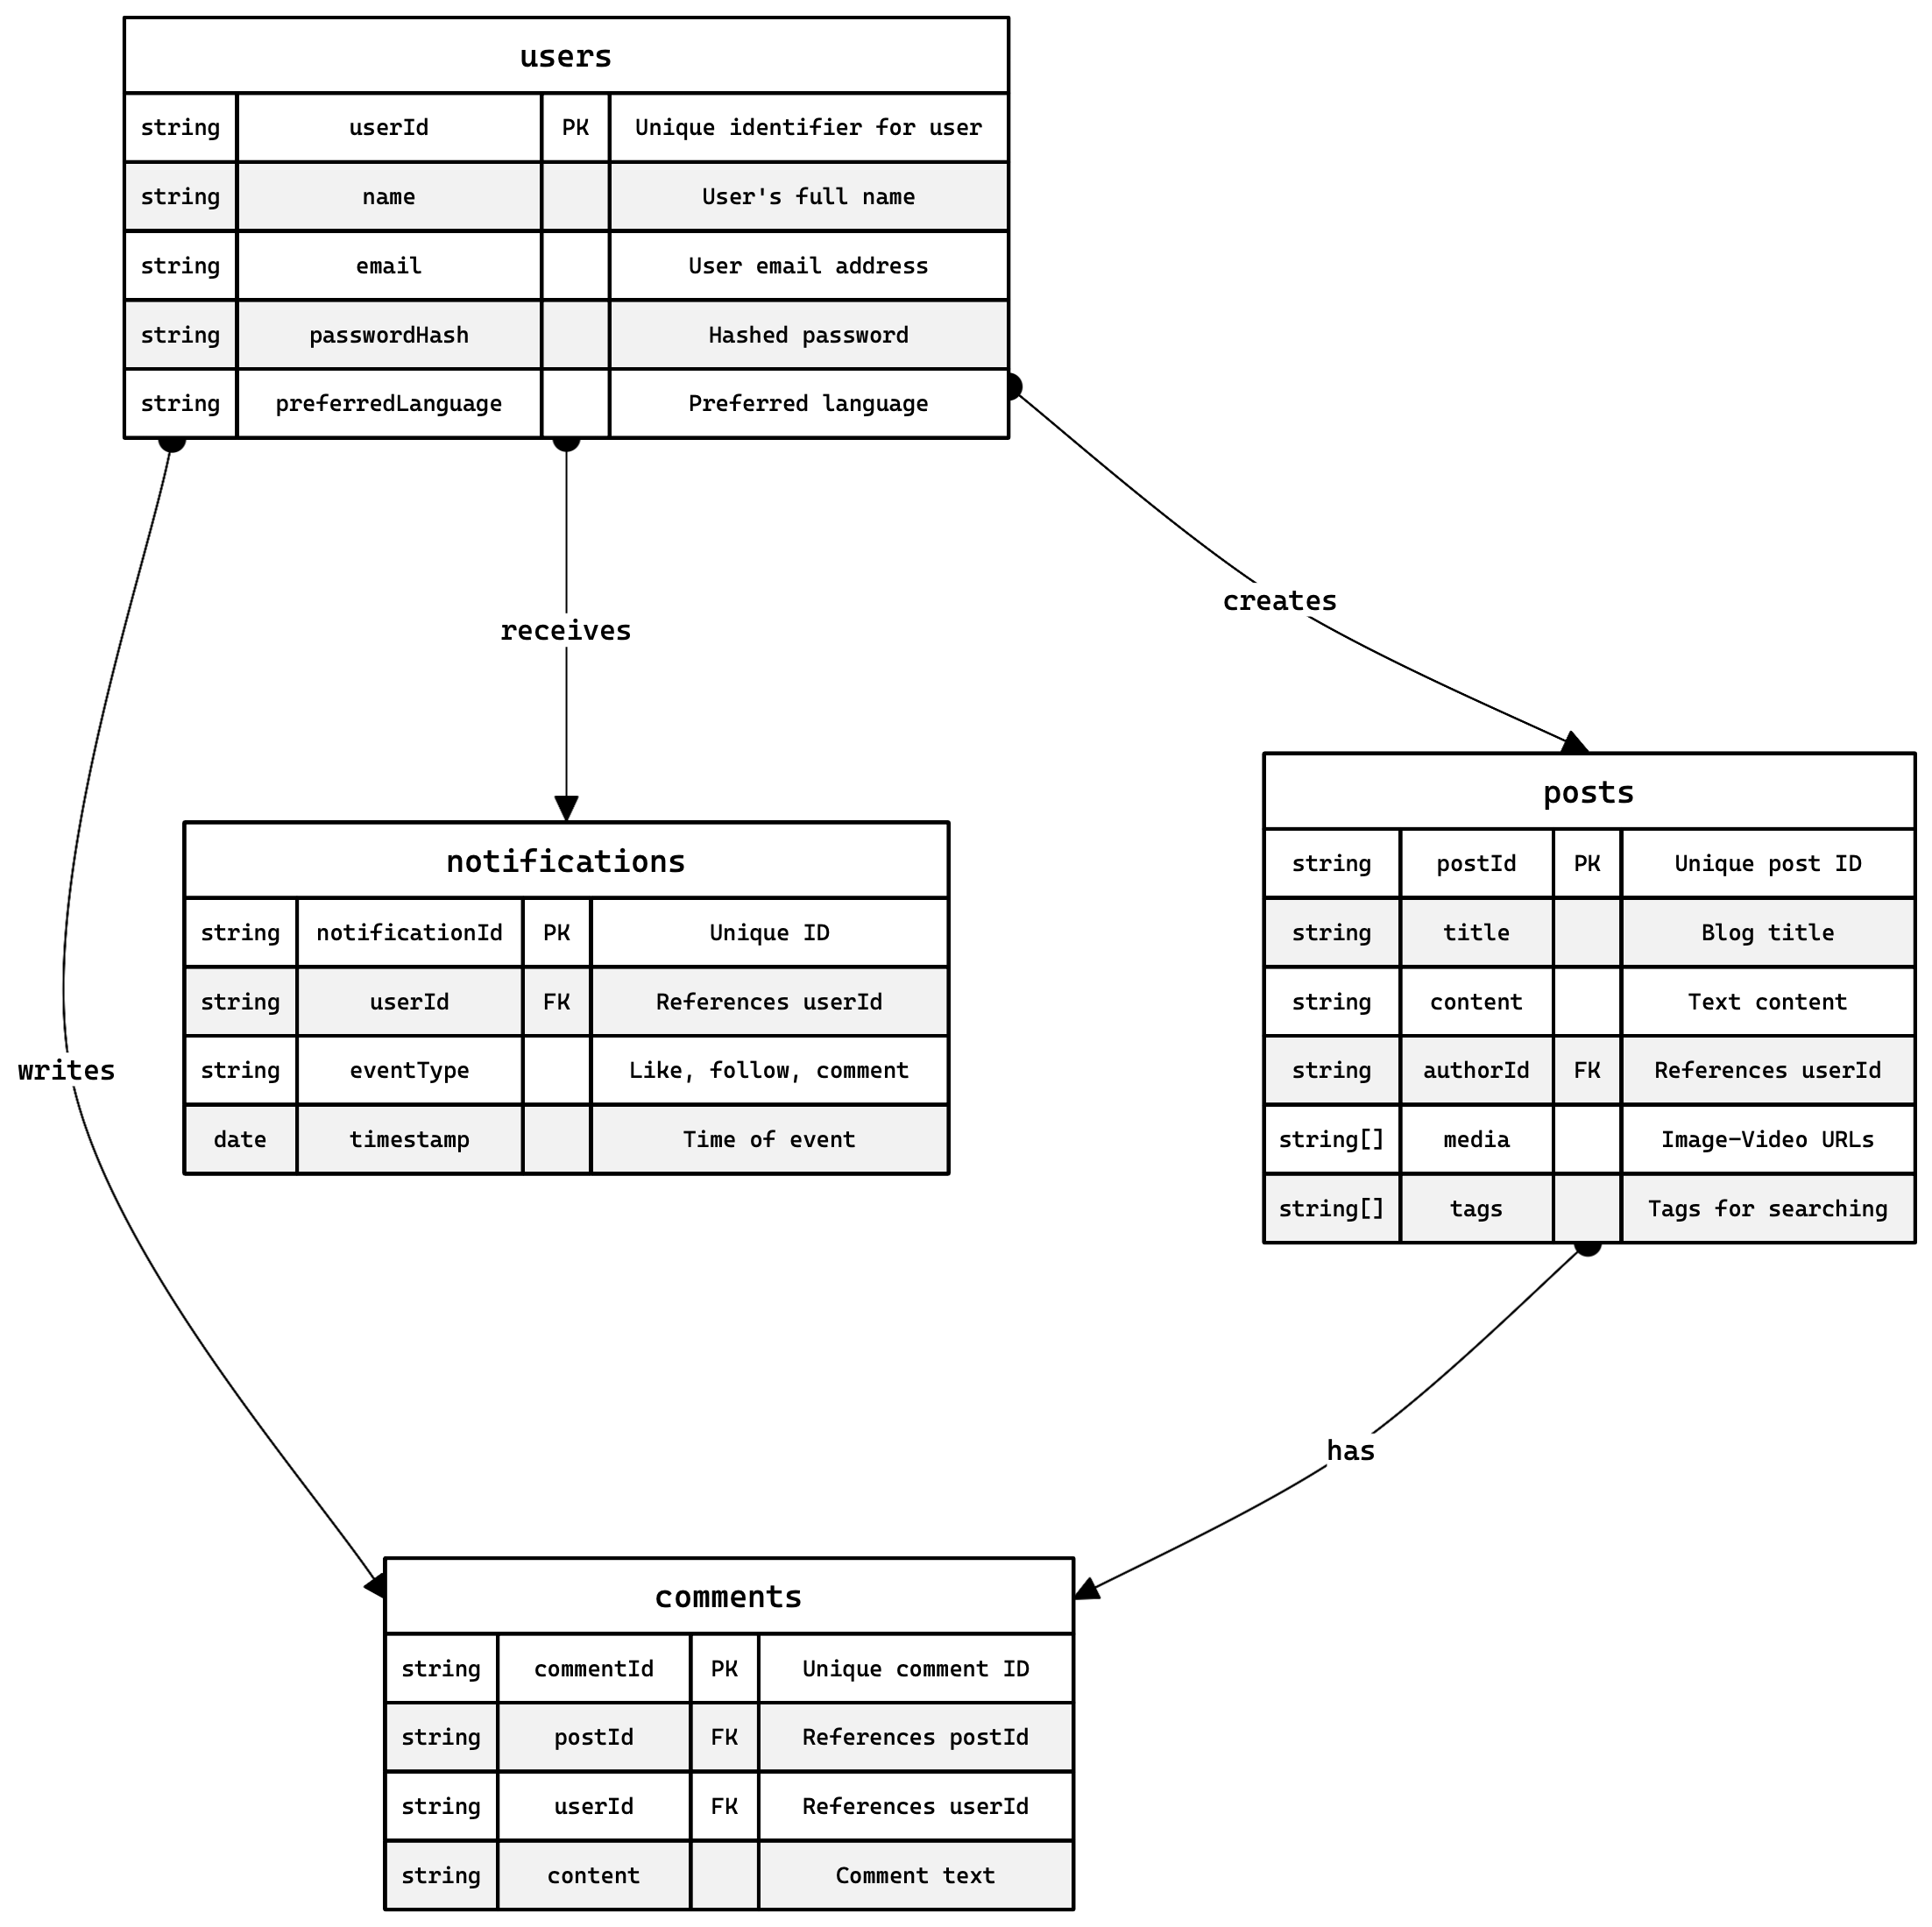 users
string userId PK Unique identifier for user
string name User's full name
string email User email address
string passwordHash Hashed password
string preferredLanguage Preferred language
creates
receives
posts
string postId PK Unique post ID
string title Blog title
string content Text content
string authorId FK References userId
string[] media Image-Video URLs
string[] tags Tags for searching
notifications
string notificationId PK Unique ID
string userId FK References userId
string eventType Like, follow, comment
date timestamp Time of event
writes
has
comments
string commentId PK Unique comment ID
string postId FK References postId
string userId FK References userId
string content Comment text